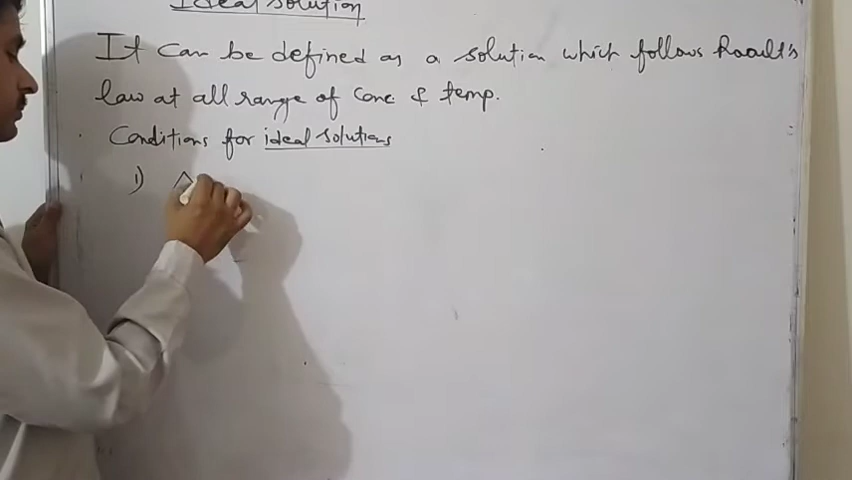 Ideal solution
It can be defined as a solution which follows Raoult's
law at all range of conc & temp.
Conditions for ideal solutions
1) Δ